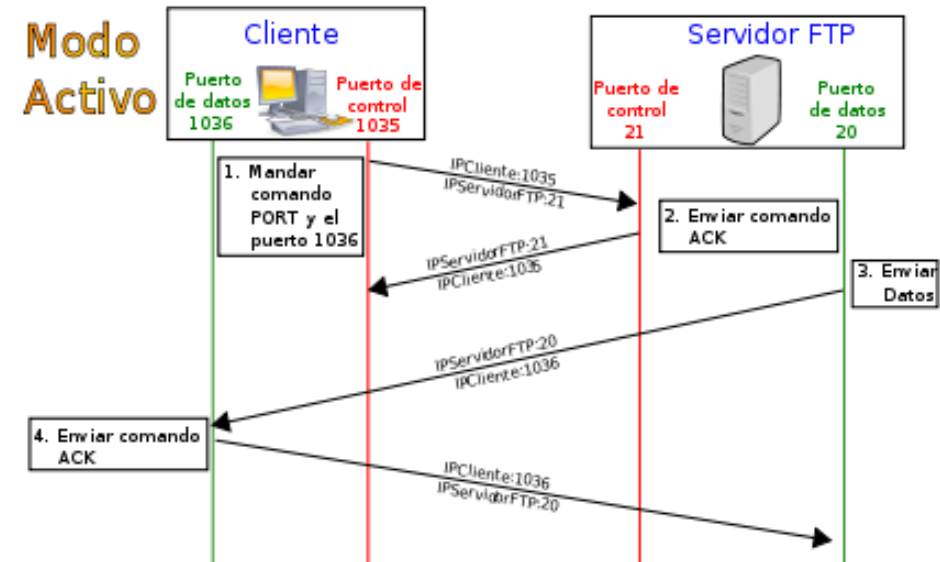 Modo
Activo
Cliente
Puerto
de datos
1036
Puerto de
control
1035
Servidor FTP
Puerto de
control
21
Puerto
de datos
20
1. Mandar
comando
PORT y el
puerto 1036
IPCliente:1035
IPServidorFTP:21
2. Enviar comando
ACK
IPServidorFTP:21
IPCliente:1035
3. Enviar
Datos
IPServidorFTP:20
IPCliente:1036
4. Enviar comando
ACK
IPCliente:1036
IPServidorFTP:20